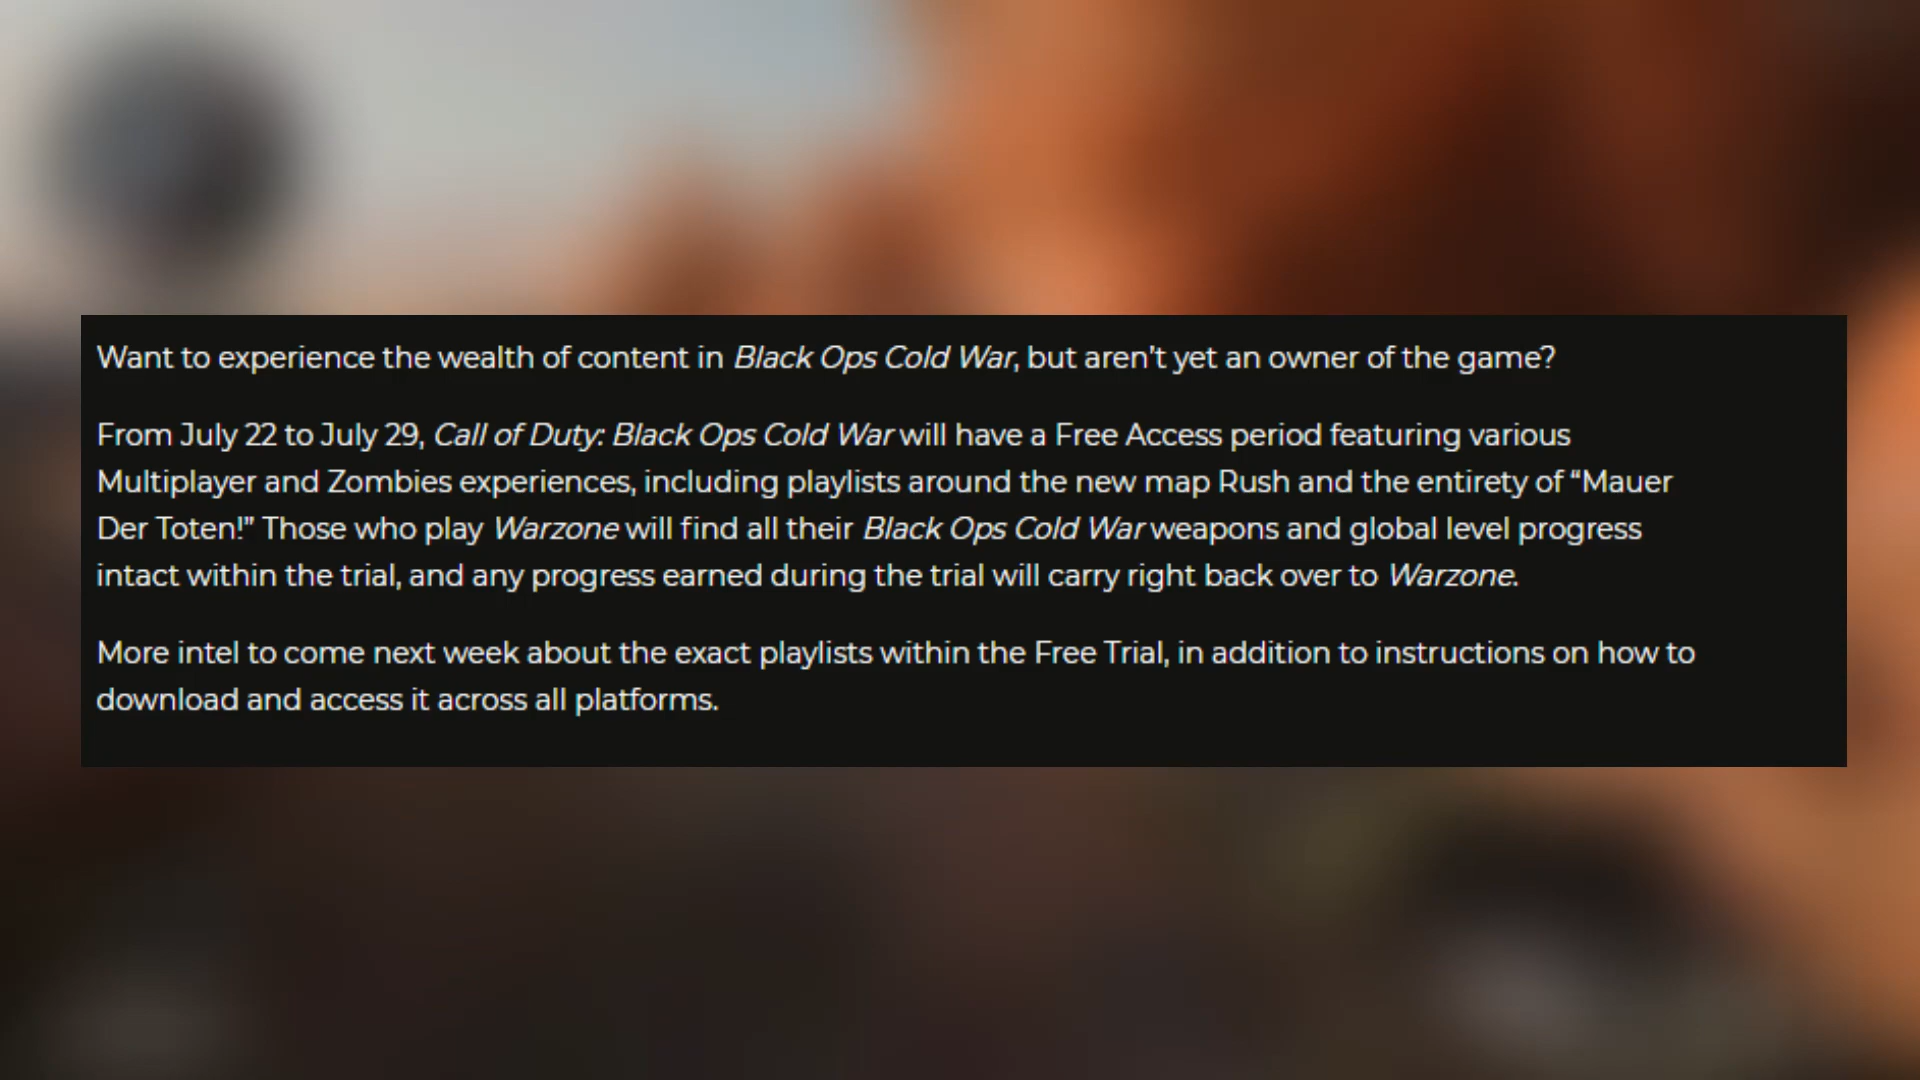 Want to experience the wealth of content in Black Ops Cold War, but aren’t yet an owner of the game?
From July 22 to July 29, Call of Duty: Black Ops Cold War will have a Free Access period featuring various
Multiplayer and Zombies experiences, including playlists around the new map Rush and the entirety of “Mauer
Der Toten!” Those who play Warzone will find all their Black Ops Cold War weapons and global level progress
intact within the trial, and any progress earned during the trial will carry right back over to Warzone.
More intel to come next week about the exact playlists within the Free Trial, in addition to instructions on how to
download and access it across all platforms.